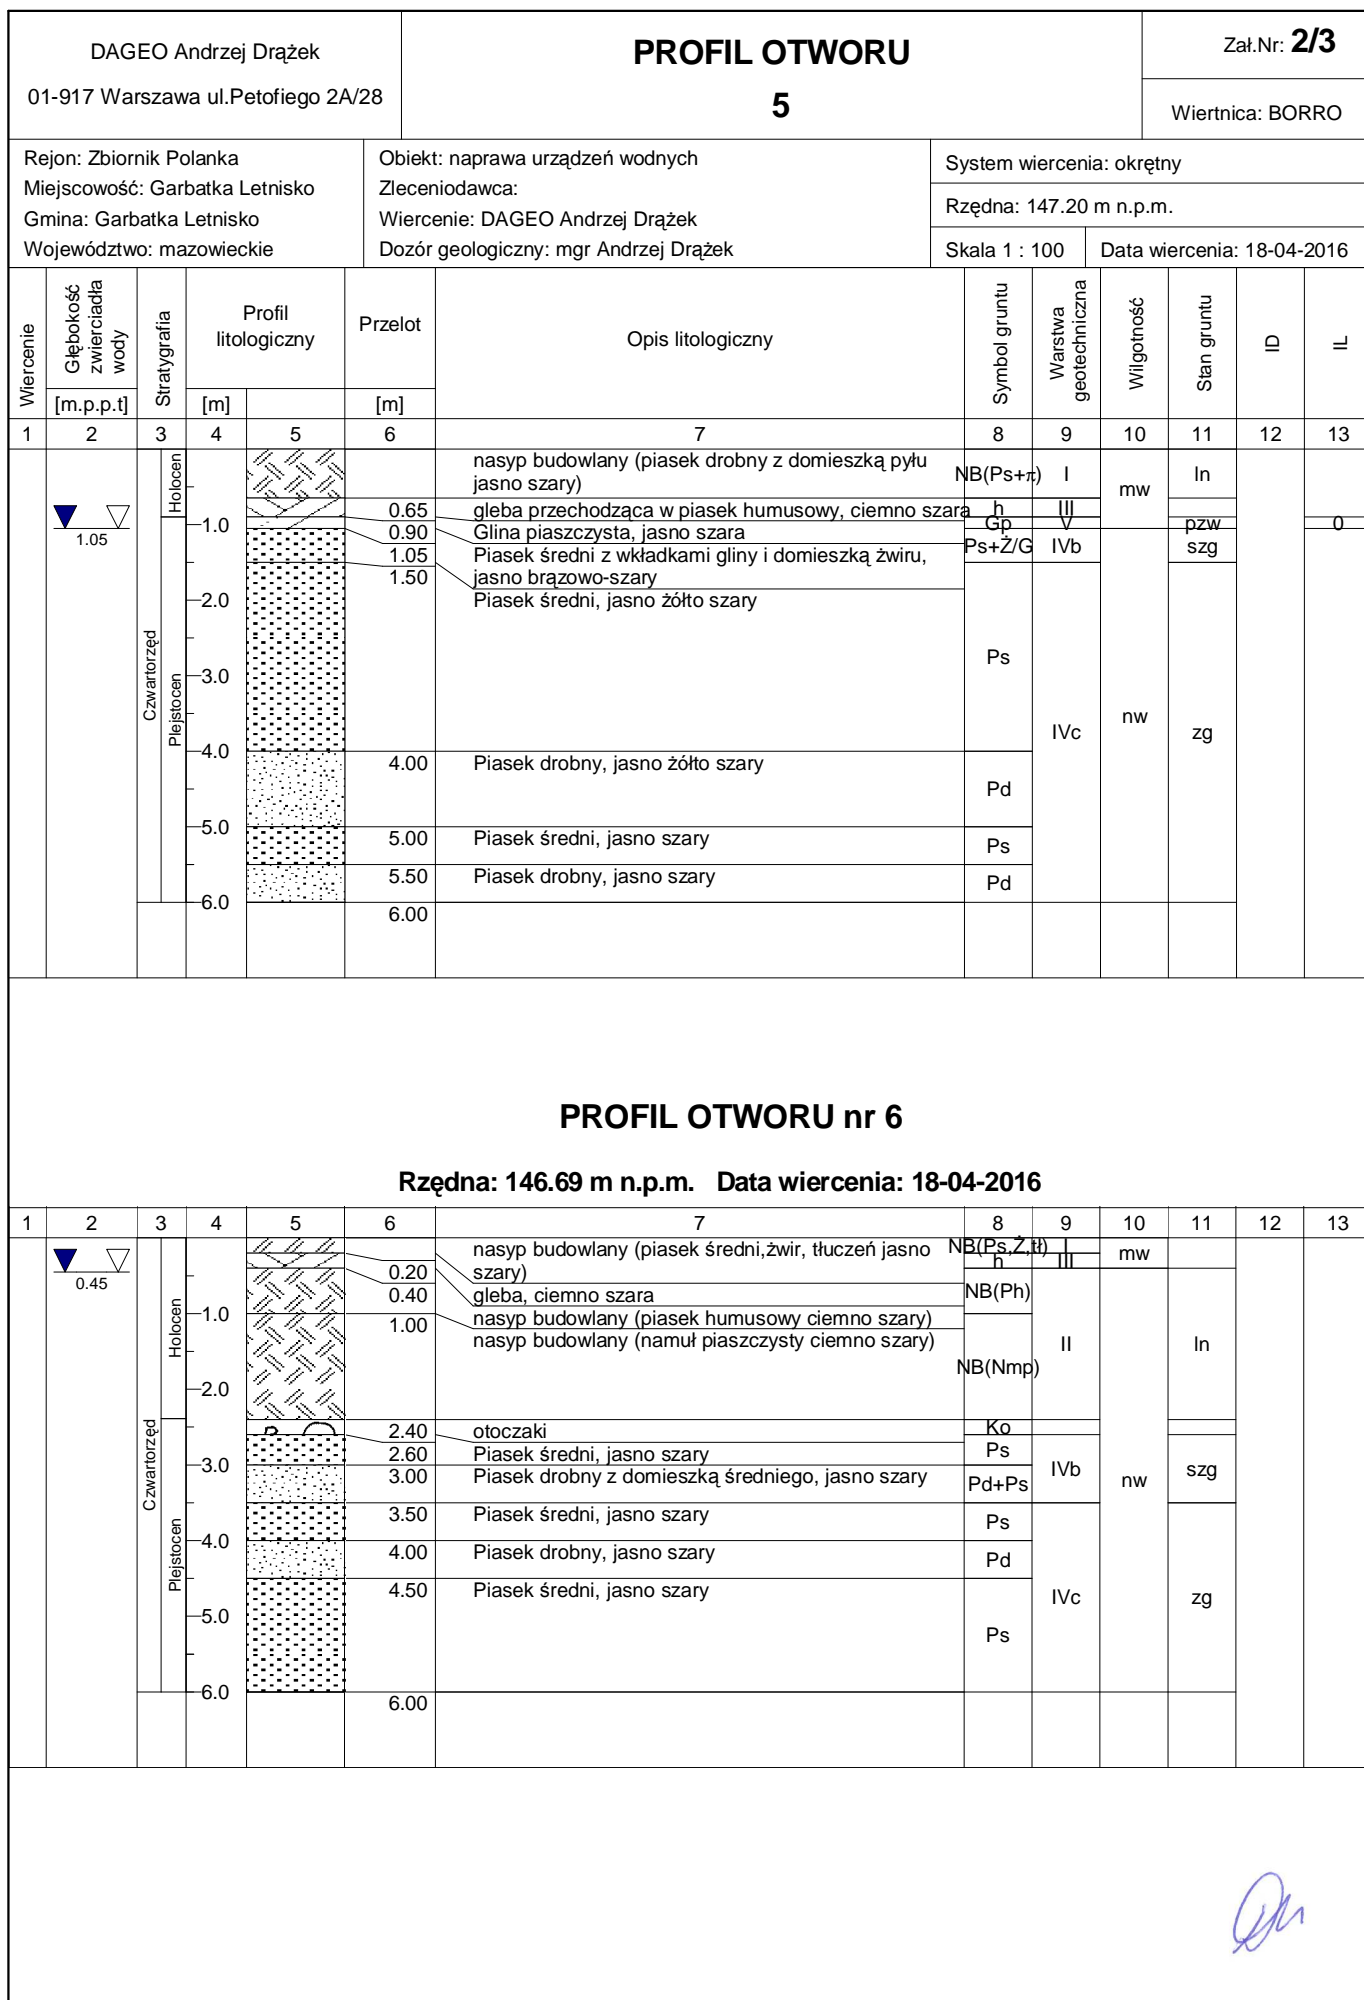 DAGEO Andrzej Drążek
01-917 Warszawa ul.Petofiego 2A/28
PROFIL OTWORU
5
Zał.Nr: 2/3
Wiertnica: BORRO
Rejon: Zbiornik Polanka
Miejscowość: Garbatka Letnisko
Gmina: Garbatka Letnisko
Województwo: mazowieckie
Obiekt: naprawa urządzeń wodnych
Zleceniodawca:
Wiercenie: DAGEO Andrzej Drążek
Dozór geologiczny: mgr Andrzej Drążek
System wiercenia: okrętny
Rzędna: 147.20 m n.p.m.
Skala 1 : 100
Data wiercenia: 18-04-2016
Wiercenie
Głębokość zwierciadła wody
[m.p.p.t]
Stratygrafia
Profil litologiczny
[m]
Przelot
[m]
Opis litologiczny
Symbol gruntu
Warstwa geotechniczna
Wilgotność
Stan gruntu
ID
IL
1 2 3 4 5 6 7 8 9 10 11 12 13
1.05
Czwartorzęd
Holocen
Plejstocen
1.0
2.0
3.0
4.0
5.0
6.0
0.65
0.90
1.05
1.50
4.00
5.00
5.50
6.00
nasyp budowlany (piasek drobny z domieszką pyłu
jasno szary)
gleba przechodząca w piasek humusowy, ciemno szara
Glina piaszczysta, jasno szara
Piasek średni z wkładkami gliny i domieszką żwiru,
jasno brązowo-szary
Piasek średni, jasno żółto szary
Piasek drobny, jasno żółto szary
Piasek średni, jasno szary
Piasek drobny, jasno szary
NB(Ps+π)
h
Gp
Ps+Ż/G
Ps
Pd
Ps
Pd
I
III
V
IVb
IVc
mw
nw
ln
pzw
szg
zg
0
PROFIL OTWORU nr 6
Rzędna: 146.69 m n.p.m. Data wiercenia: 18-04-2016
1 2 3 4 5 6 7 8 9 10 11 12 13
0.45
Czwartorzęd
Holocen
Plejstocen
1.0
2.0
3.0
4.0
5.0
6.0
0.20
0.40
1.00
2.40
2.60
3.00
3.50
4.00
4.50
6.00
nasyp budowlany (piasek średni,żwir, tłuczeń jasno
szary)
gleba, ciemno szara
nasyp budowlany (piasek humusowy ciemno szary)
nasyp budowlany (namuł piaszczysty ciemno szary)
otoczaki
Piasek średni, jasno szary
Piasek drobny z domieszką średniego, jasno szary
Piasek średni, jasno szary
Piasek drobny, jasno szary
Piasek średni, jasno szary
NB(Ps,Ż,tł)
h
NB(Ph)
NB(Nmp)
Ko
Ps
Pd+Ps
Ps
Pd
Ps
I
III
II
IVb
IVc
mw
nw
ln
szg
zg